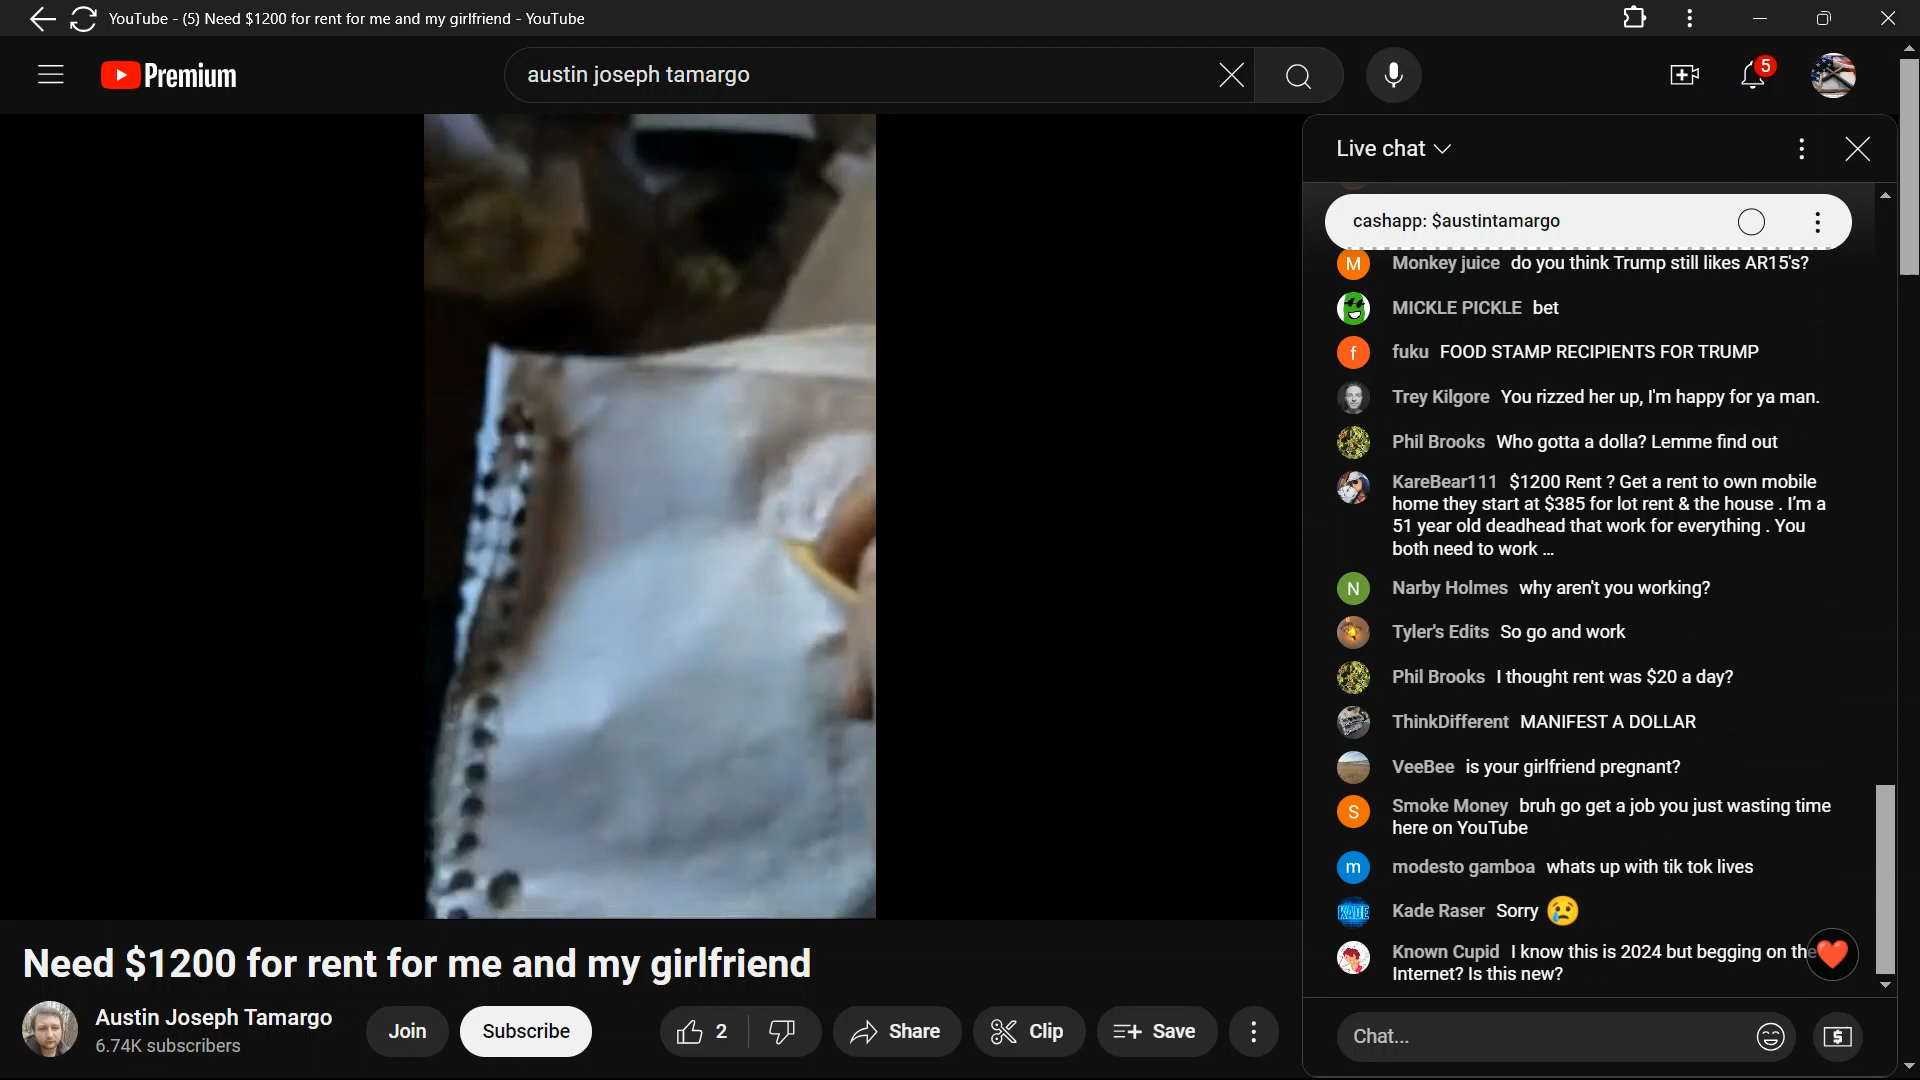 YouTube - (5) Need $1200 for rent for me and my girlfriend - YouTube
Premium
austin joseph tamargo
5
Live chat
cashapp: $austintamargo
M Monkey juice do you think Trump still likes AR15's?
MICKLE PICKLE bet
f fuku FOOD STAMP RECIPIENTS FOR TRUMP
Trey Kilgore You rizzed her up, I'm happy for ya man.
Phil Brooks Who gotta a dolla? Lemme find out
KareBear111 $1200 Rent ? Get a rent to own mobile
home they start at $385 for lot rent & the house . I'm a
51 year old deadhead that work for everything . You
both need to work ...
N Narby Holmes why aren't you working?
Tyler's Edits So go and work
Phil Brooks I thought rent was $20 a day?
ThinkDifferent MANIFEST A DOLLAR
VeeBee is your girlfriend pregnant?
S Smoke Money bruh go get a job you just wasting time
here on YouTube
m modesto gamboa whats up with tik tok lives
KADE Kade Raser Sorry 😢
Known Cupid I know this is 2024 but begging on the
Internet? Is this new?
Need $1200 for rent for me and my girlfriend
Austin Joseph Tamargo
6.74K subscribers
Join
Subscribe
2
Share
Clip
Save
Chat...
$